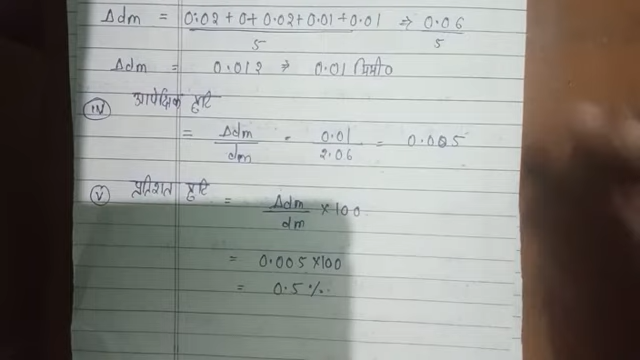 Δdm = 0.02 + 0 + 0.02 + 0.01 + 0.01 / 5 ⇒ 0.06 / 5
Δdm = 0.012 ⇒ 0.01 मिमी०
(iv) आपेक्षिक त्रुटि
= Δdm / dm = 0.01 / 2.06 = 0.005
(v) प्रतिशत त्रुटि = Δdm / dm × 100
= 0.005 × 100
= 0.5 %.